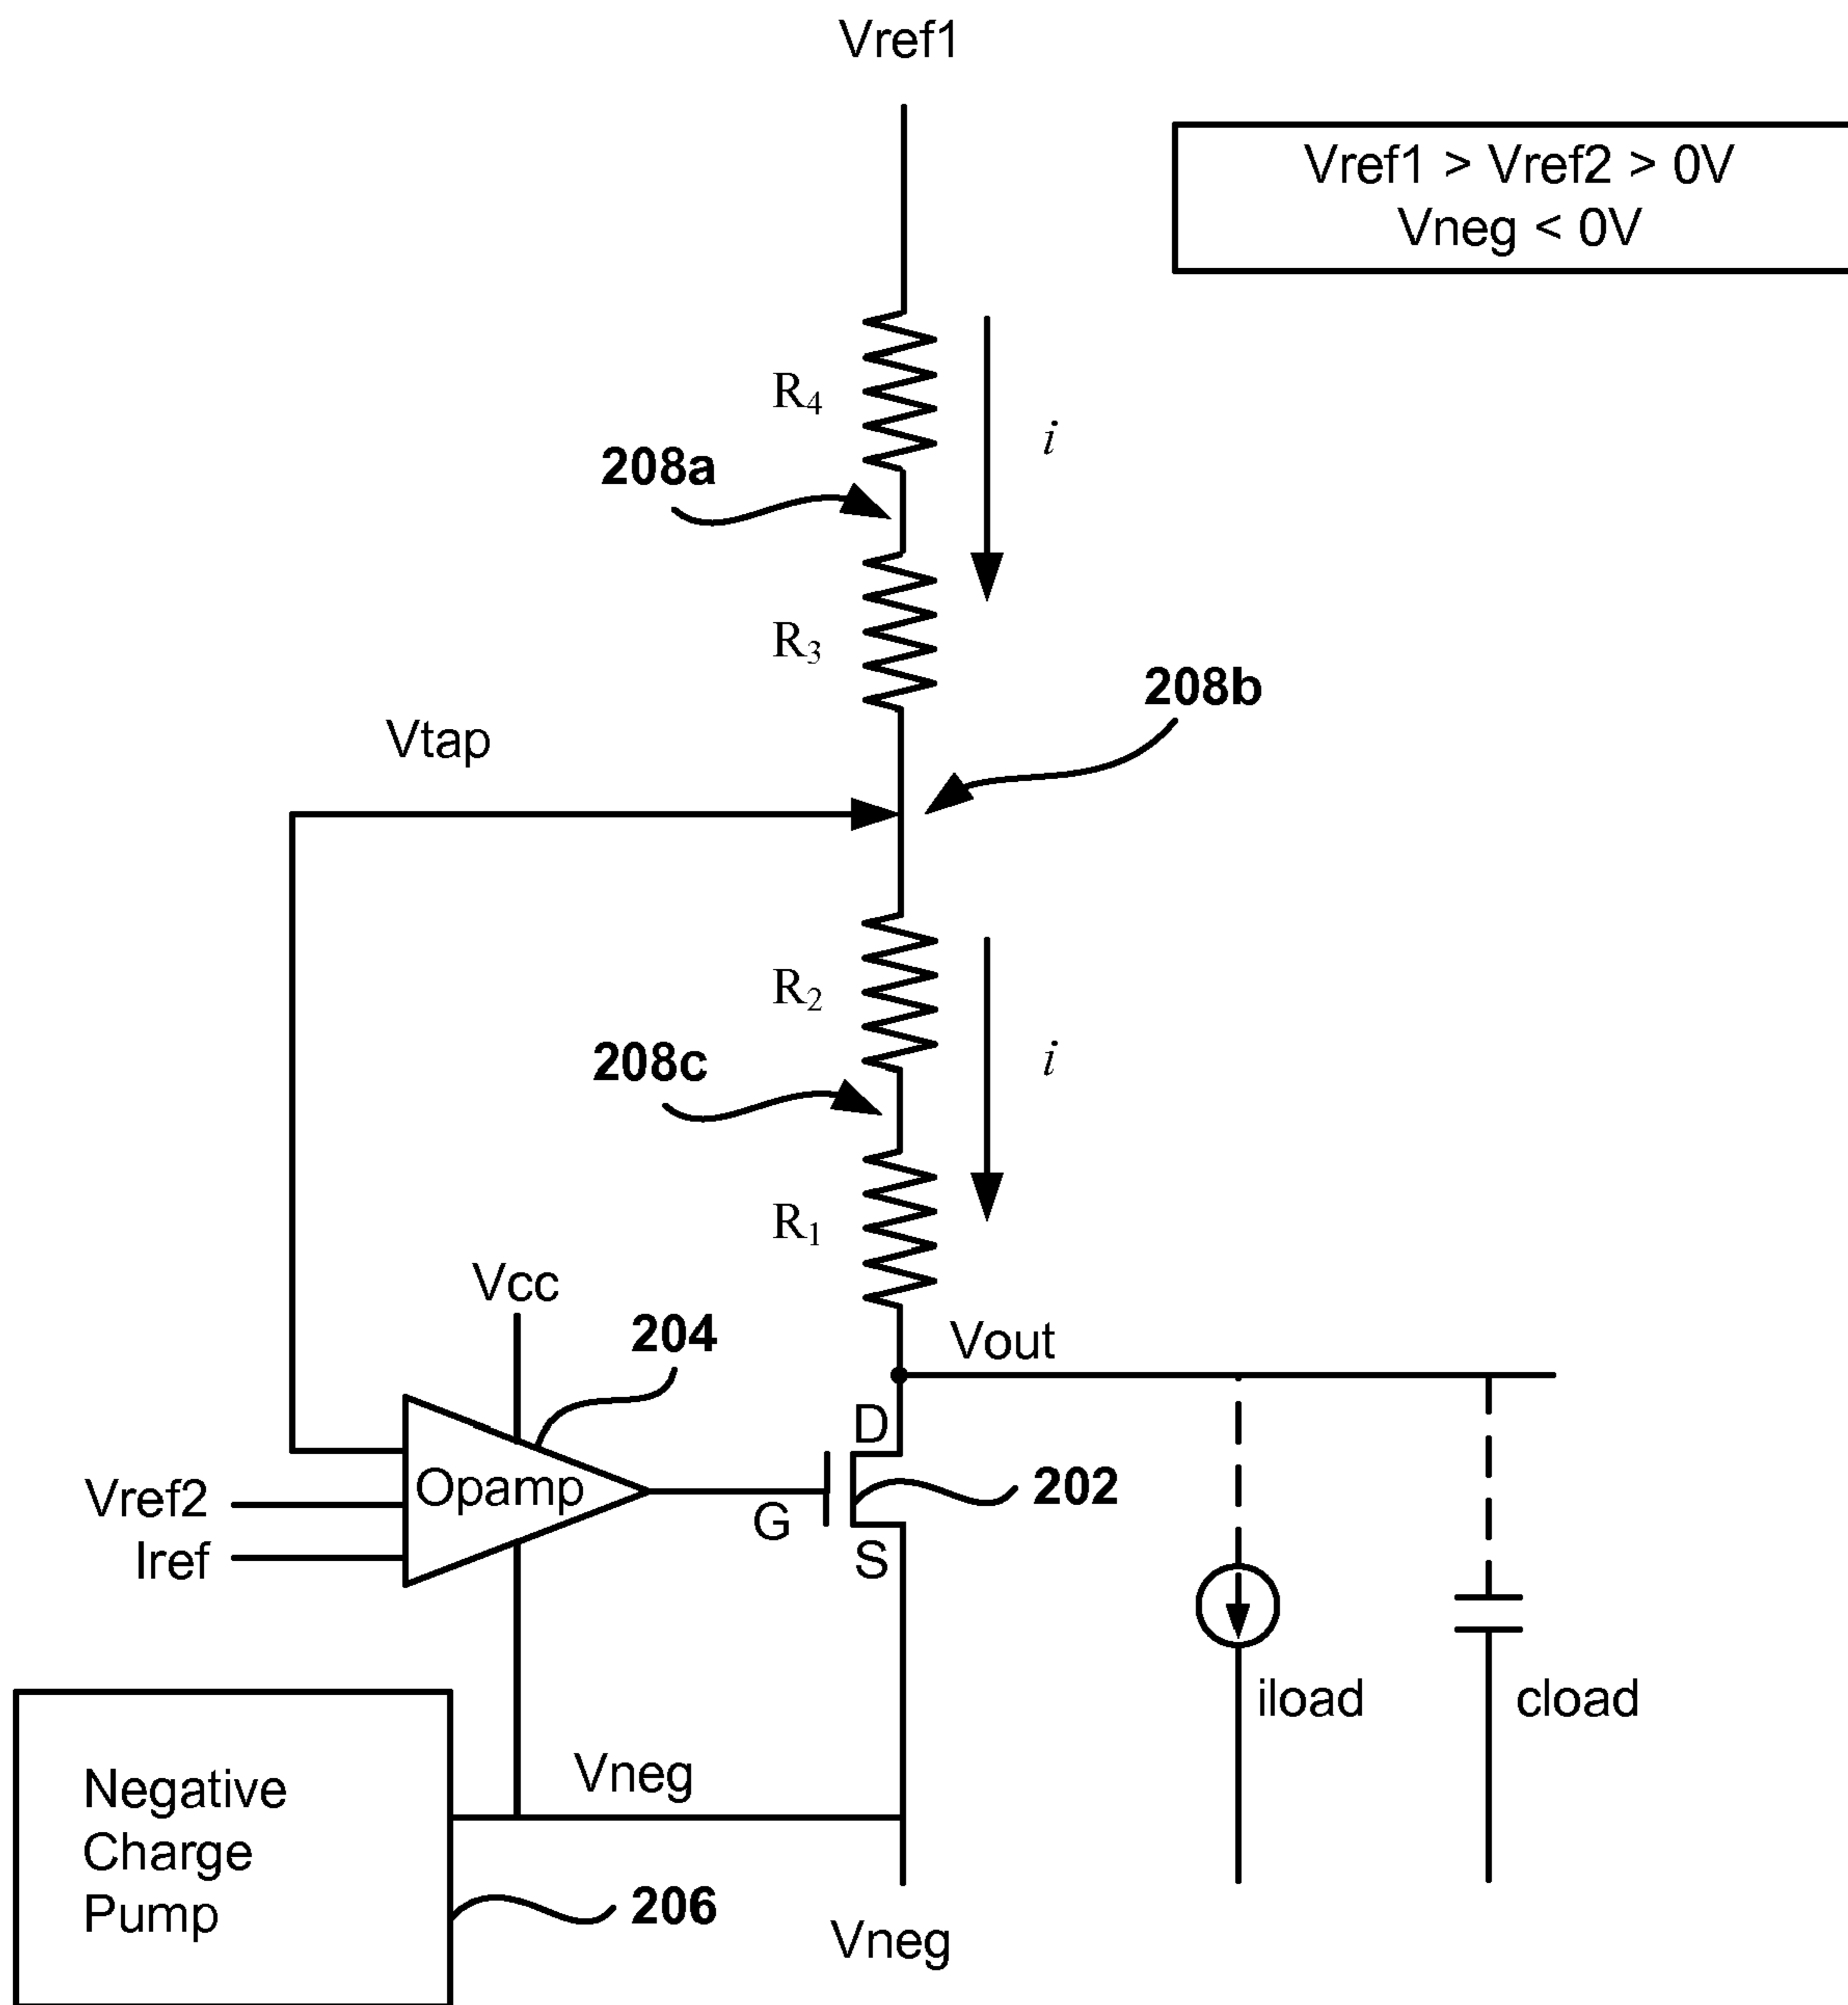 Vref1
Vref1 > Vref2 > 0V
Vneg < 0V
R4
i
208a
R3
208b
Vtap
R2
i
208c
R1
Vcc
204
Vout
D
Opamp
Vref2
Iref
G
202
S
iload
cload
Vneg
Negative
Charge
Pump
206
Vneg